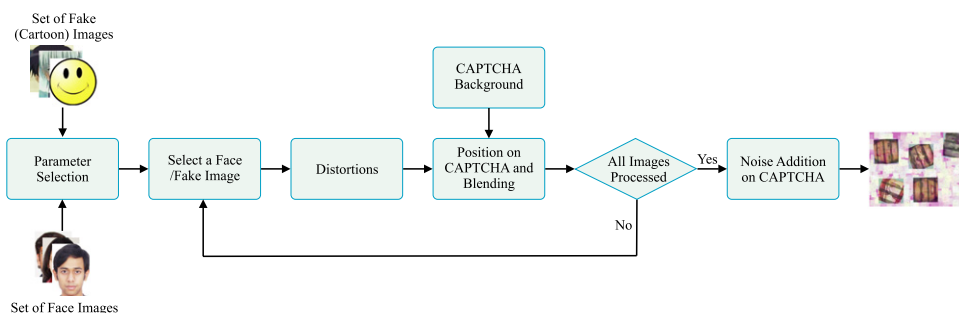 Set of Fake
(Cartoon) Images
CAPTCHA
Background
Parameter
Selection
Select a Face
/Fake Image
Distortions
Position on
CAPTCHA and
Blending
All Images
Processed
Yes
Noise Addition
on CAPTCHA
No
Set of Face Images